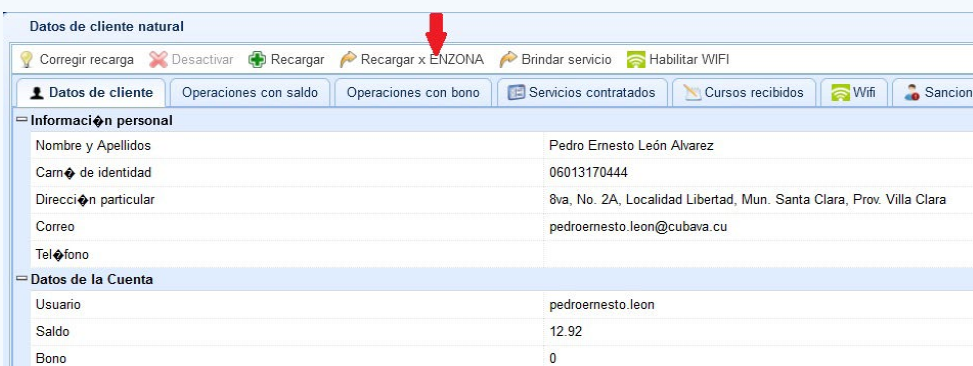 Datos de cliente natural
Corregir recarga Desactivar Recargar Recargar x ENZONA Brindar servicio Habilitar WIFI
Datos de cliente Operaciones con saldo Operaciones con bono Servicios contratados Cursos recibidos Wifi Sancion
Informaci�n personal
Nombre y Apellidos Pedro Ernesto León Alvarez
Carn� de identidad 06013170444
Direcci�n particular 8va, No. 2A, Localidad Libertad, Mun. Santa Clara, Prov. Villa Clara
Correo pedroernesto.leon@cubava.cu
Tel�fono
Datos de la Cuenta
Usuario pedroernesto.leon
Saldo 12.92
Bono 0